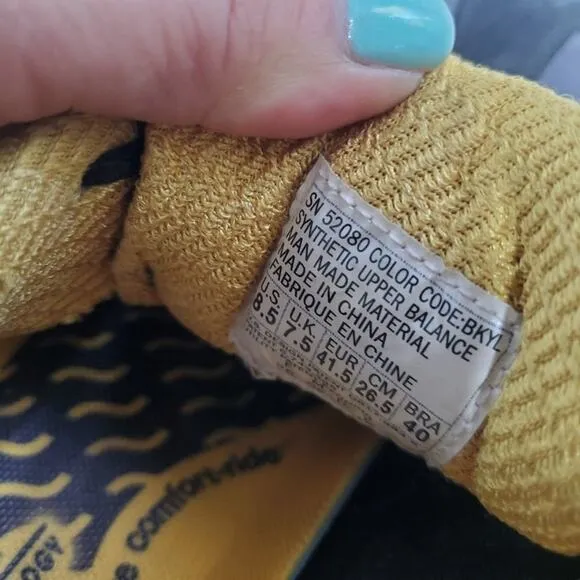 SN 52080 COLOR CODE:BKYL
SYNTHETIC UPPER BALANCE
MAN MADE MATERIAL
MADE IN CHINA
FABRIQUE EN CHINE
U.S U.K EUR CM BRA
8.5 7.5 41.5 26.5 40
comfort-ride